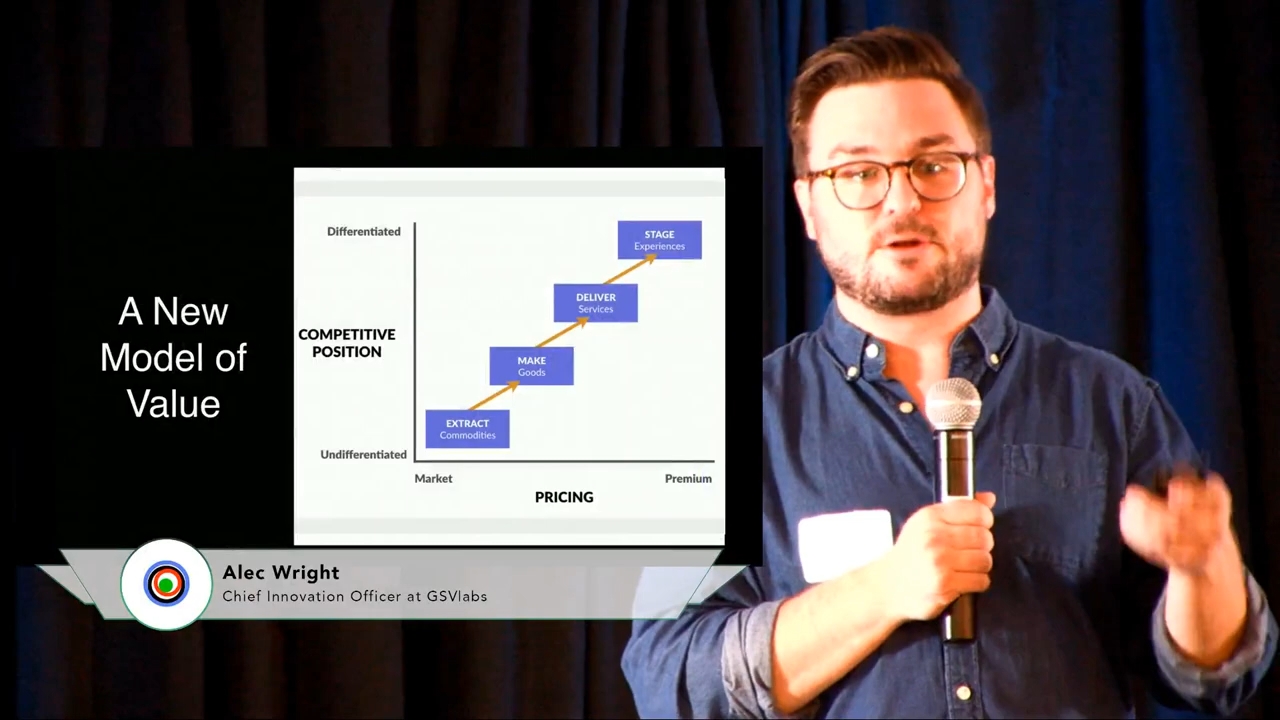 A New
Model of
Value
Differentiated
COMPETITIVE
POSITION
Undifferentiated
STAGE
Experiences
DELIVER
Services
MAKE
Goods
EXTRACT
Commodities
Market
Premium
PRICING
Alec Wright
Chief Innovation Officer at GSVlabs